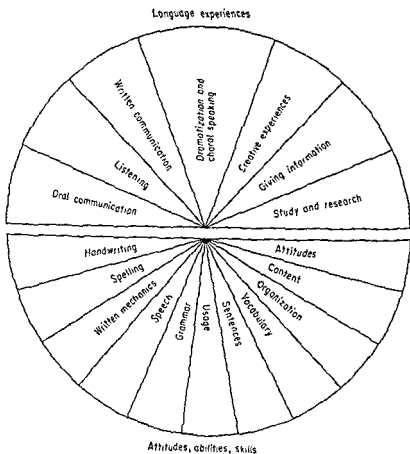 Language experiences
Oral communication
Listening
Written communication
Dramatization and
choral speaking
Creative experiences
Giving information
Study and research
Handwriting
Spelling
Written mechanics
Speech
Grammar
Usage
Sentences
Vocabulary
Organization
Content
Attitudes
Attitudes, abilities, skills